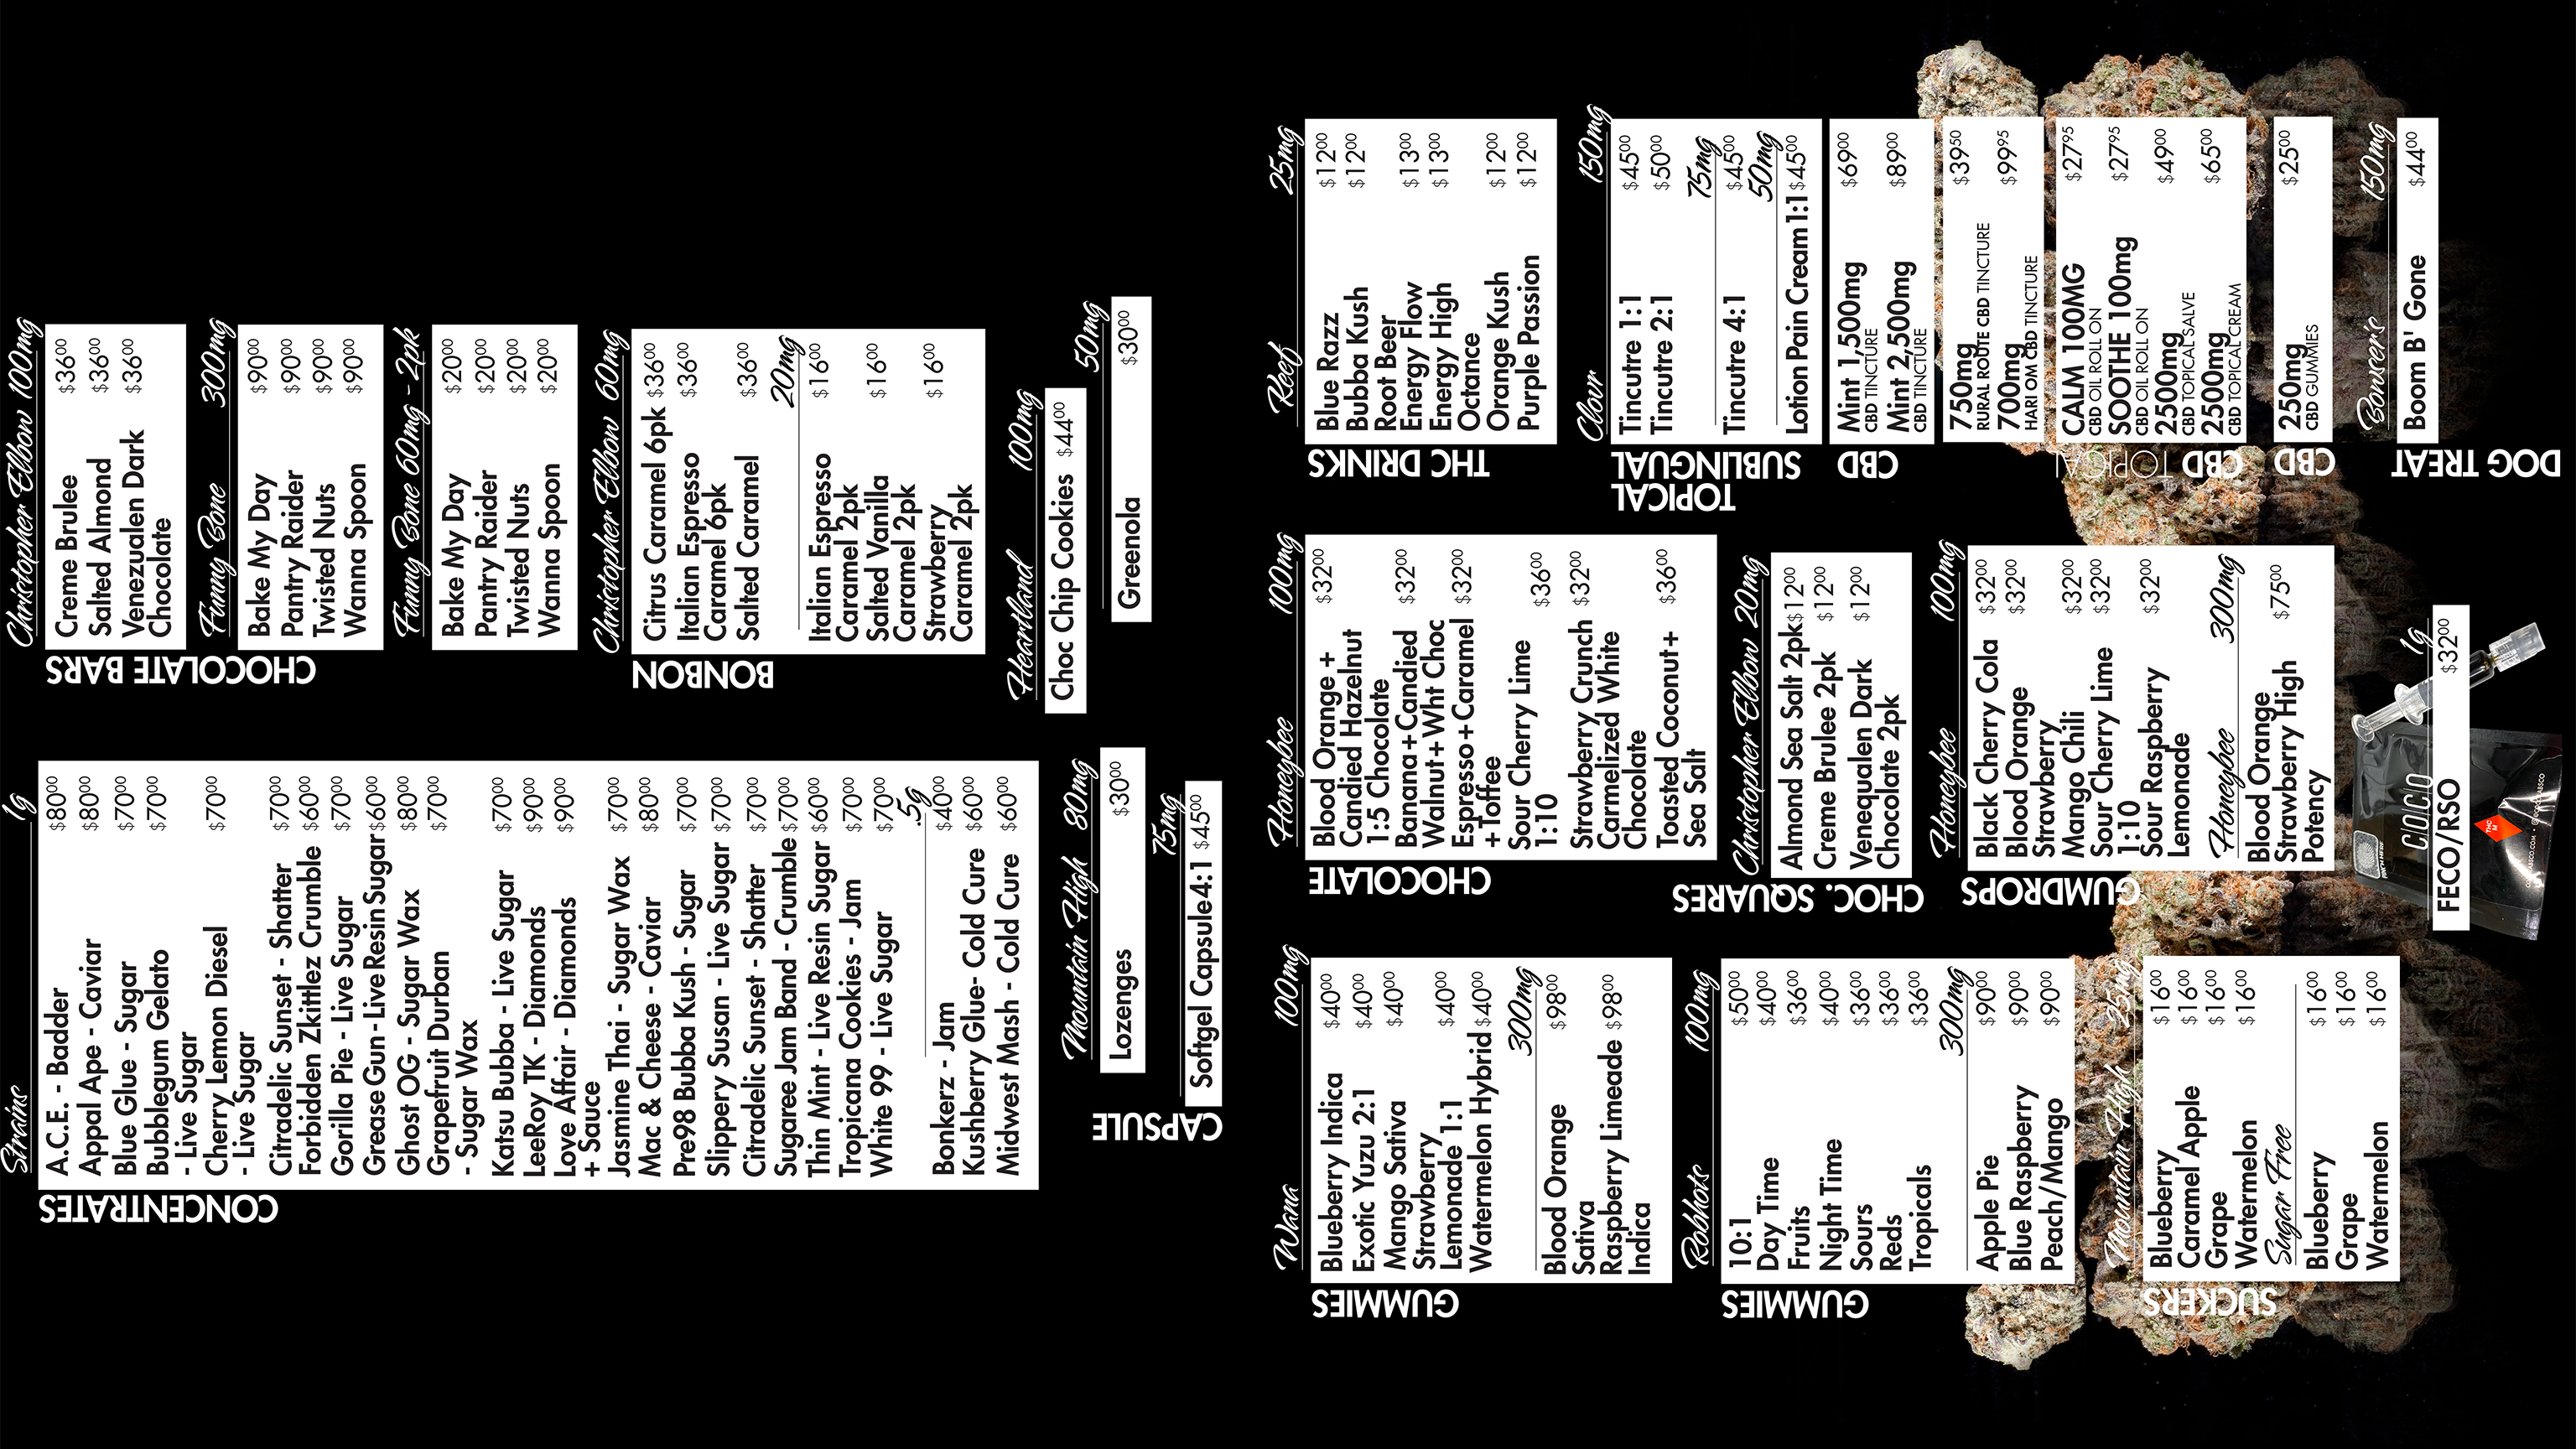 CONCENTRATES
Strains 1g
A.C.E. - Badder $80.00
Appal Ape - Caviar $80.00
Blue Glue - Sugar $70.00
Bubblegum Gelato $70.00
- Live Sugar
Cherry Lemon Diesel $70.00
- Live Sugar
Citradelic Sunset - Shatter $70.00
Forbidden Zkittlez Crumble $60.00
Gorilla Pie - Live Sugar $70.00
Grease Gun - Live Resin Sugar $60.00
Ghost OG - Sugar Wax $80.00
Grapefruit Durban $70.00
- Sugar Wax
Katsu Bubba - Live Sugar $70.00
LeeRoy TK - Diamonds $90.00
Love Affair - Diamonds $90.00
+ Sauce
Jasmine Thai - Sugar Wax $70.00
Mac & Cheese - Caviar $80.00
Pre98 Bubba Kush - Sugar $70.00
Slippery Susan - Live Sugar $70.00
Citradelic Sunset - Shatter $70.00
Sugaree Jam Band - Crumble $70.00
Thin Mint - Live Resin Sugar $60.00
Tropicana Cookies - Jam $70.00
White 99 - Live Sugar $70.00
.5g
Bonkerz - Jam $40.00
Kushberry Glue- Cold Cure $60.00
Midwest Mash - Cold Cure $60.00
Mountain High 80mg
Lozenges $30.00
75mg
CAPSULE
Softgel Capsule4:1 $45.00
CHOCOLATE BARS
Christopher Elbow 100mg
Creme Brulee $36.00
Salted Almond $36.00
Venezualen Dark $36.00
Chocolate
Funny Bone 300mg
Bake My Day $90.00
Pantry Raider $90.00
Twisted Nuts $90.00
Wanna Spoon $90.00
Funny Bone 60mg - 2pk
Bake My Day $20.00
Pantry Raider $20.00
Twisted Nuts $20.00
Wanna Spoon $20.00
BONBON
Christopher Elbow 60mg
Citrus Caramel 6pk $36.00
Italian Espresso $36.00
Caramel 6pk
Salted Caramel $36.00
20mg
Italian Espresso $16.00
Caramel 2pk
Salted Vanilla $16.00
Caramel 2pk
Strawberry $16.00
Caramel 2pk
Heartland 100mg
Choc Chip Cookies $44.00
50mg
Greenola $30.00
GUMMIES
Wana 100mg
Blueberry Indica $40.00
Exotic Yuzu 2:1 $40.00
Mango Sativa $40.00
Strawberry
Lemonade 1:1 $40.00
Watermelon Hybrid $40.00
300mg
Blood Orange $98.00
Sativa
Raspberry Limeade $98.00
Indica
GUMMIES
Robhots 100mg
10:1 $50.00
Day Time $40.00
Fruits $36.00
Night Time $40.00
Sours $36.00
Reds $36.00
Tropicals $36.00
300mg
Apple Pie $90.00
Blue Raspberry $90.00
Peach/Mango $90.00
SUCKERS
Mountain High 25mg
Blueberry $16.00
Caramel Apple $16.00
Grape $16.00
Watermelon $16.00
Sugar Free
Blueberry $16.00
Grape $16.00
Watermelon $16.00
CHOCOLATE
Honeybee 100mg
Blood Orange + $32.00
Candied Hazelnut
1:5 Chocolate
Banana+Candied $32.00
Walnut+Wht Choc
Espresso+Caramel $32.00
+Toffee
Sour Cherry Lime $36.00
1:10
Strawberry Crunch $32.00
Carmelized White
Chocolate
Toasted Coconut+ $36.00
Sea Salt
CHOC. SQUARES
Christopher Elbow 20mg
Almond Sea Salt 2pk $12.00
Creme Brulee 2pk $12.00
Venequalen Dark $12.00
Chocolate 2pk
GUMDROPS
Honeybee 100mg
Black Cherry Cola $32.00
Blood Orange $32.00
Strawberry
Mango Chili $32.00
Sour Cherry Lime $32.00
1:10
Sour Raspberry $32.00
Lemonade
Honeybee 300mg
Blood Orange
Strawberry High $75.00
Potency
1g
FECO/RSO $32.00
THC
M
THC DRINKS
Keef 25mg
Blue Razz $12.00
Bubba Kush $12.00
Root Beer
Energy Flow $13.00
Energy High $13.00
Octance
Orange Kush $12.00
Purple Passion $12.00
TOPICAL
SUBLINGUAL
Clovr 150mg
Tincutre 1:1 $45.00
Tincutre 2:1 $50.00
75mg
Tincutre 4:1 $45.00
50mg
Lotion Pain Cream 1:1 $45.00
CBD
Mint 1,500mg $69.00
CBD TINCTURE
Mint 2,500mg $89.00
CBD TINCTURE
750mg $39.50
RURAL ROUTE CBD TINCTURE
700mg $99.95
HARI OM CBD TINCTURE
TOPICAL CBD
CALM 100MG $27.95
CBD OIL ROLL ON
SOOTHE 100mg $27.95
CBD OIL ROLL ON
2500mg $49.00
CBD TOPICAL SALVE
2500mg $65.00
CBD TOPICAL CREAM
CBD
250mg $25.00
CBD GUMMIES
DOG TREAT
Bowser's 150mg
Boom B' Gone $44.00